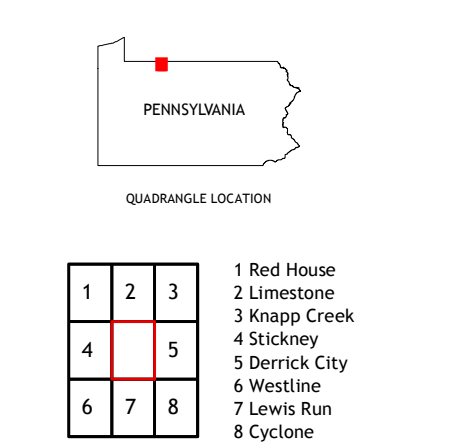 PENNSYLVANIA
QUADRANGLE LOCATION
1 2 3
4 5
6 7 8
1 Red House
2 Limestone
3 Knapp Creek
4 Stickney
5 Derrick City
6 Westline
7 Lewis Run
8 Cyclone